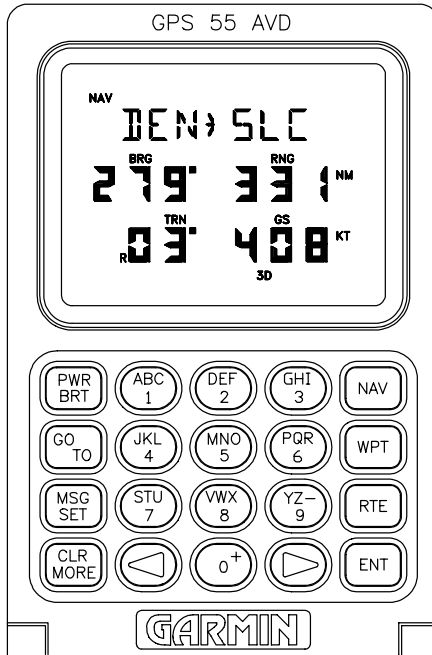 GPS 55 AVD
NAV
DEN→SLC
BRG RNG
279° 331 NM
TRN GS
R 03° 408 KT
3D
PWR BRT ABC 1 DEF 2 GHI 3 NAV
GO TO JKL 4 MNO 5 PQR 6 WPT
MSG SET STU 7 VWX 8 YZ- 9 RTE
CLR MORE 0+ ENT
GARMIN